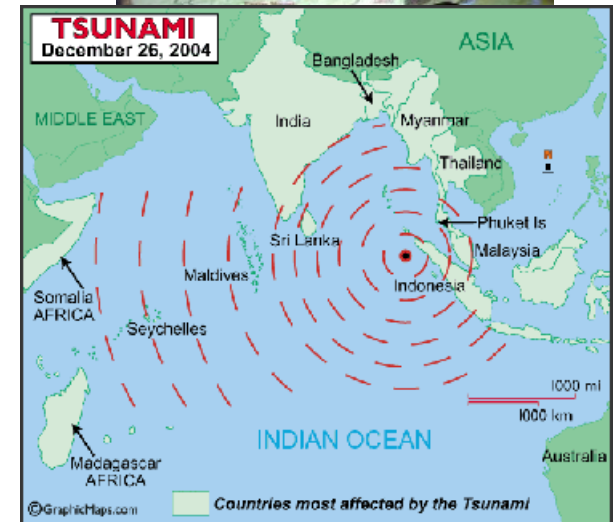 TSUNAMI
December 26, 2004
ASIA
Bangladesh
MIDDLE EAST
India
Myanmar
Thailand
Phuket Is
Sri Lanka
Malaysia
Maldives
Indonesia
Somalia
AFRICA
Seychelles
1000 mi
1000 km
INDIAN OCEAN
Madagascar
AFRICA
Australia
©GraphicMaps.com
Countries most affected by the Tsunami